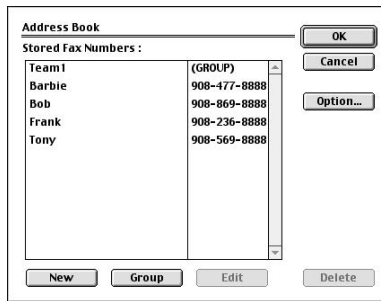 Address Book
OK
Stored Fax Numbers :
Cancel
Team1 (GROUP)
Barbie 908-477-8888
Option...
Bob 908-869-8888
Frank 908-236-8888
Tony 908-569-8888
New Group Edit Delete